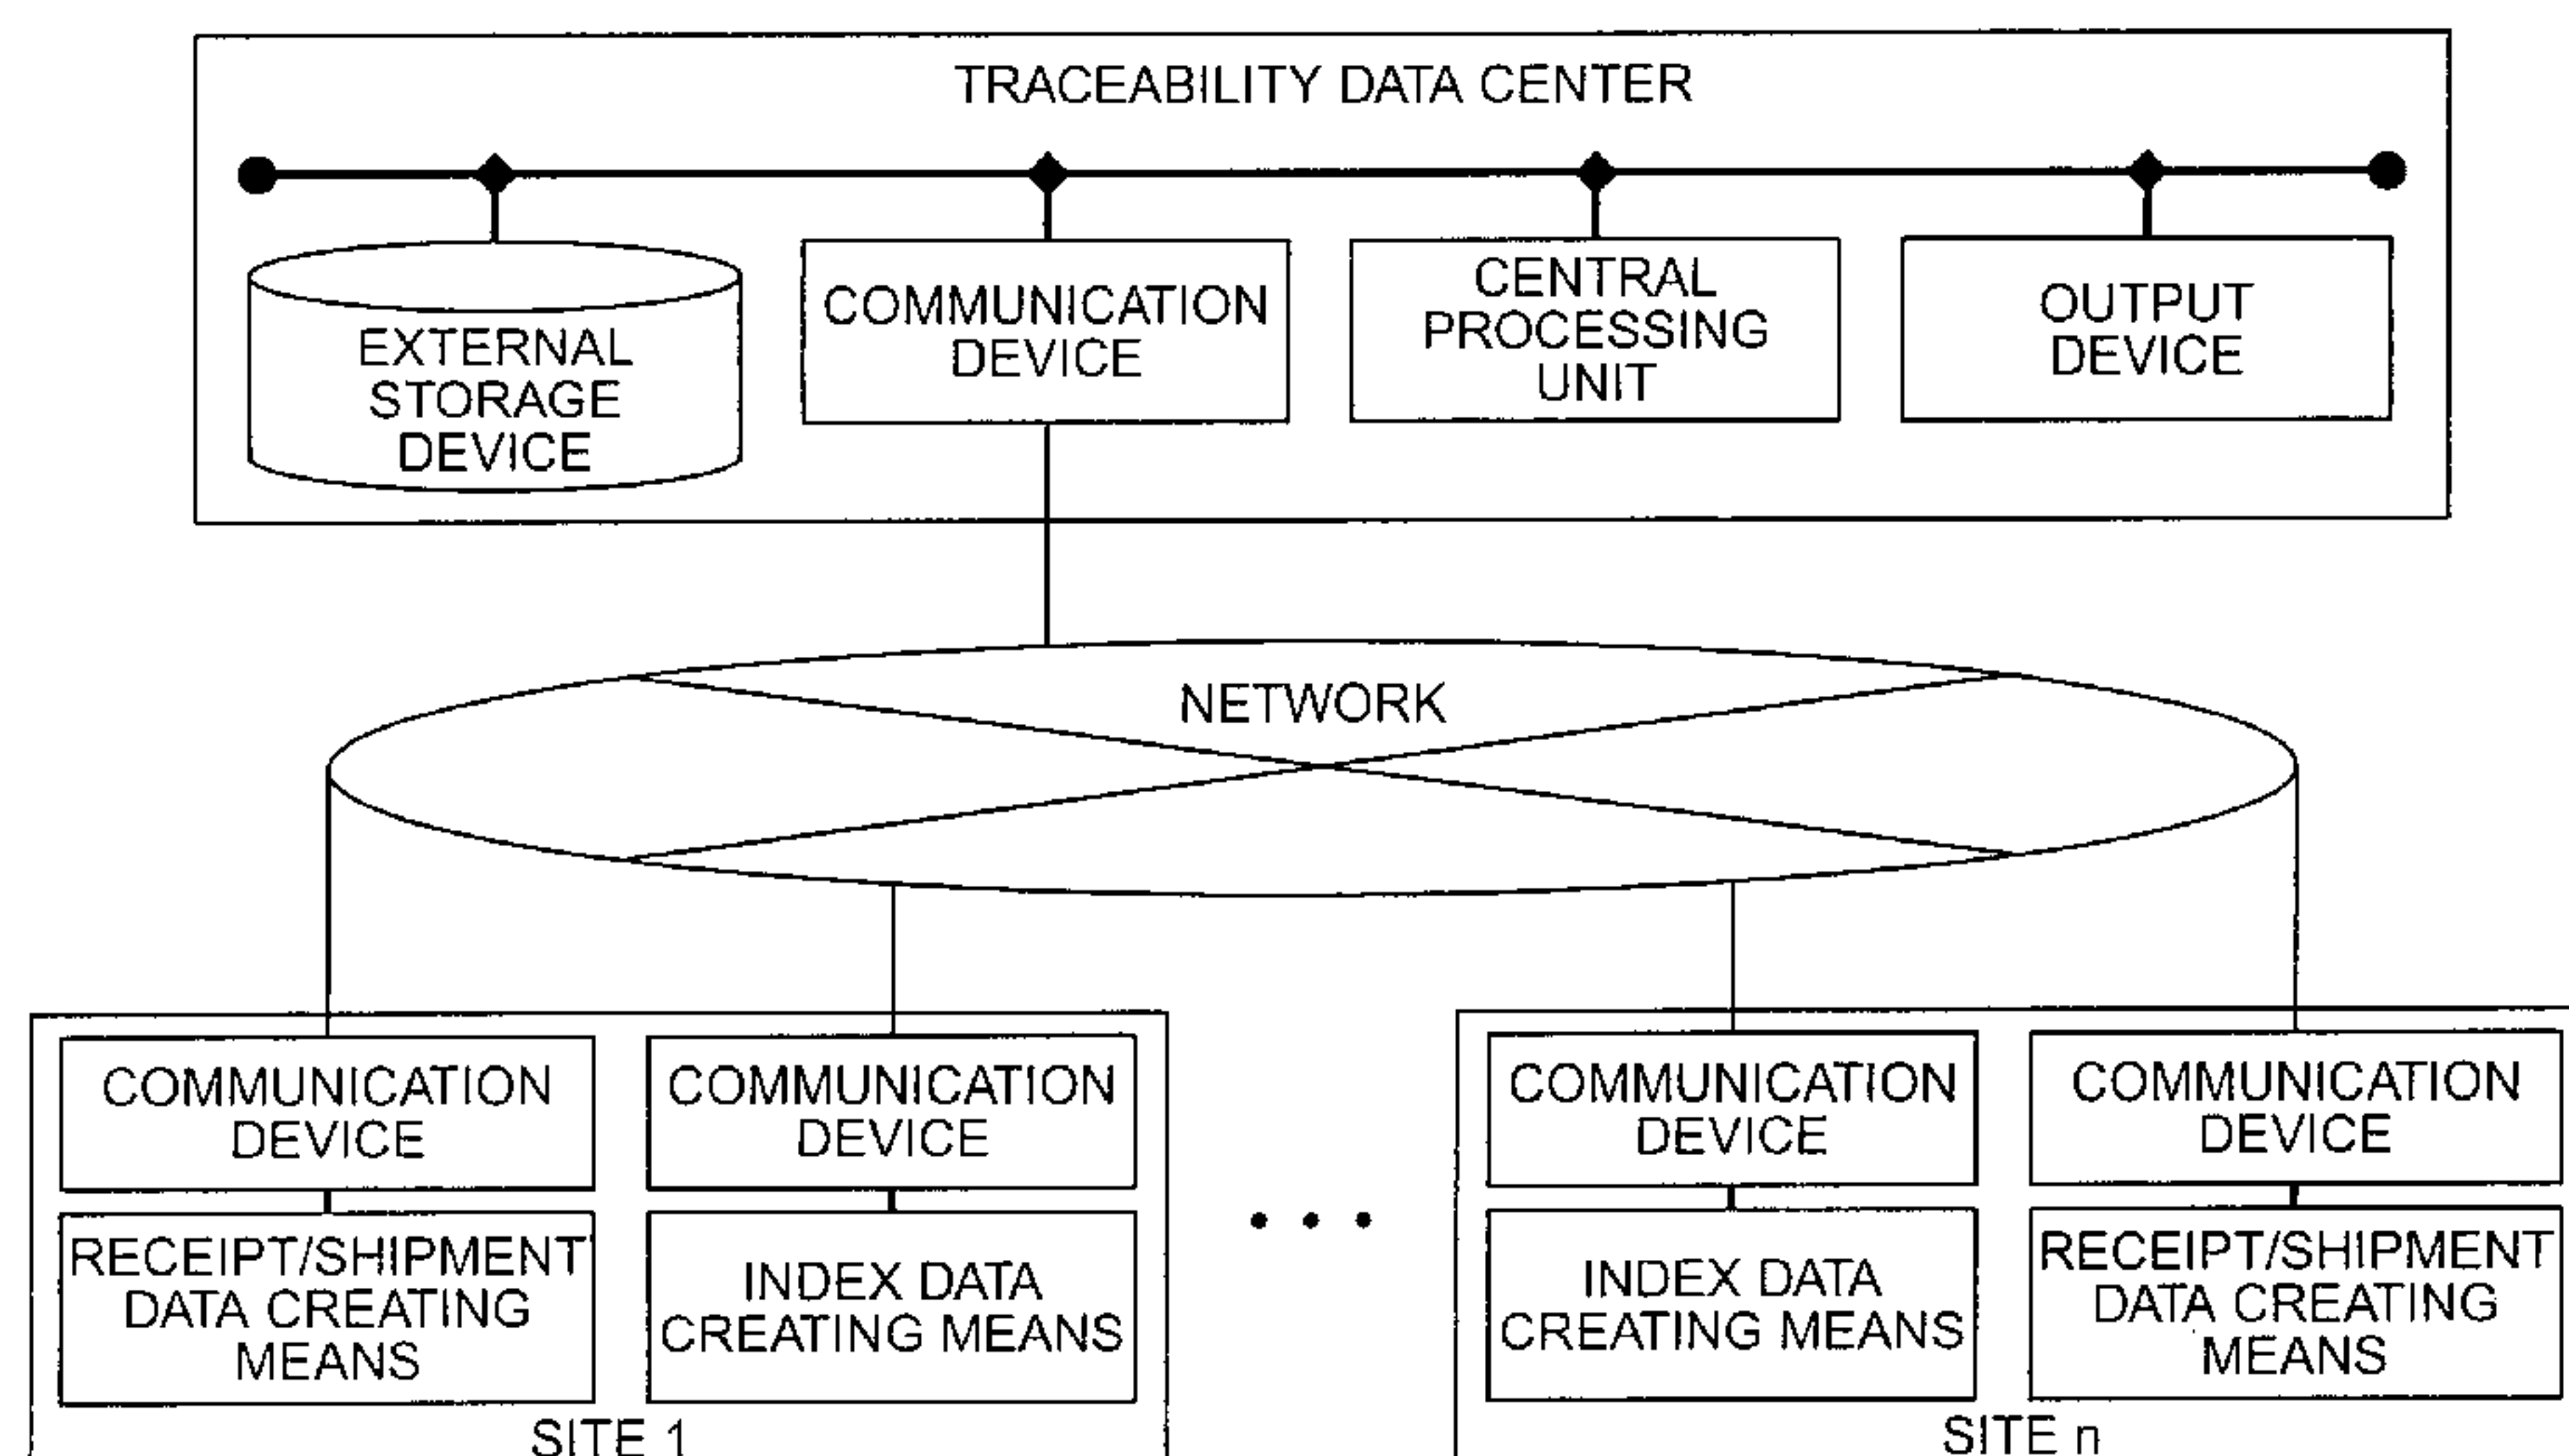 TRACEABILITY DATA CENTER
EXTERNAL
STORAGE
DEVICE
COMMUNICATION
DEVICE
CENTRAL
PROCESSING
UNIT
OUTPUT
DEVICE
NETWORK
COMMUNICATION
DEVICE
RECEIPT/SHIPMENT
DATA CREATING
MEANS
COMMUNICATION
DEVICE
INDEX DATA
CREATING MEANS
SITE 1
COMMUNICATION
DEVICE
INDEX DATA
CREATING MEANS
COMMUNICATION
DEVICE
RECEIPT/SHIPMENT
DATA CREATING
MEANS
SITE n